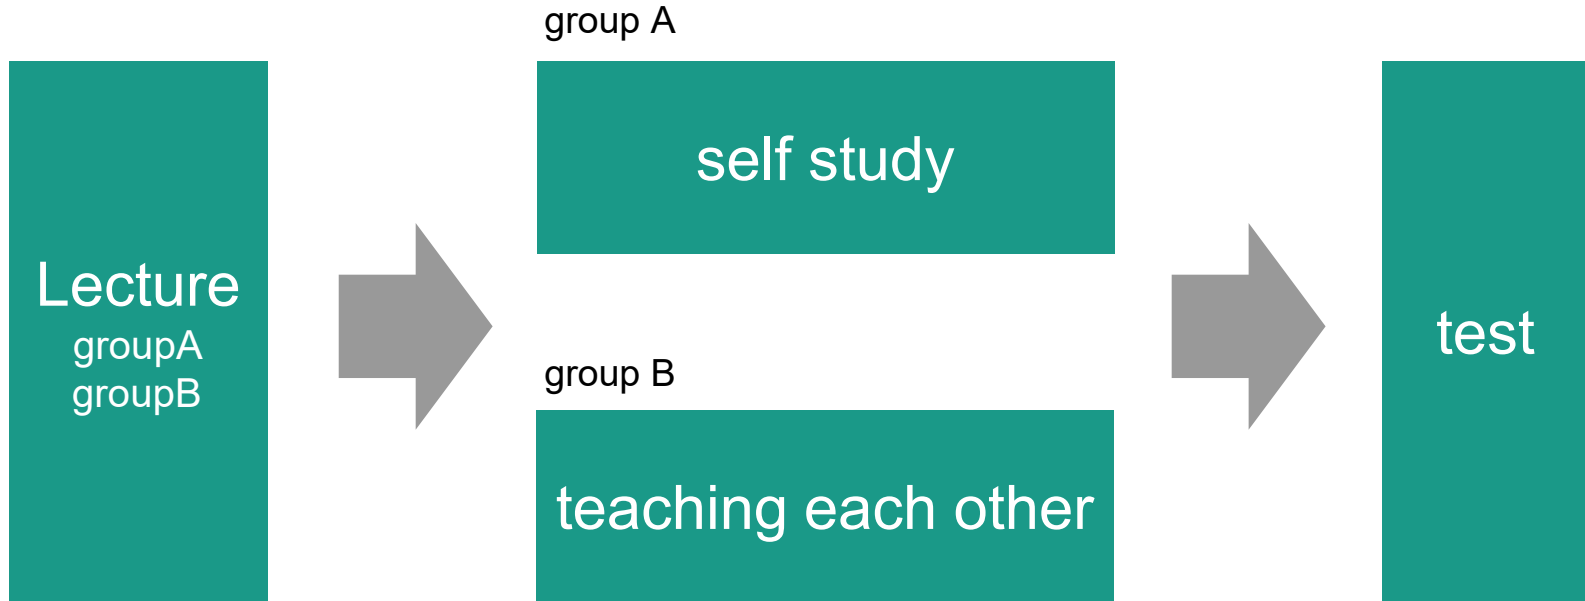 Lecture
groupA
groupB
group A
self study
group B
teaching each other
test